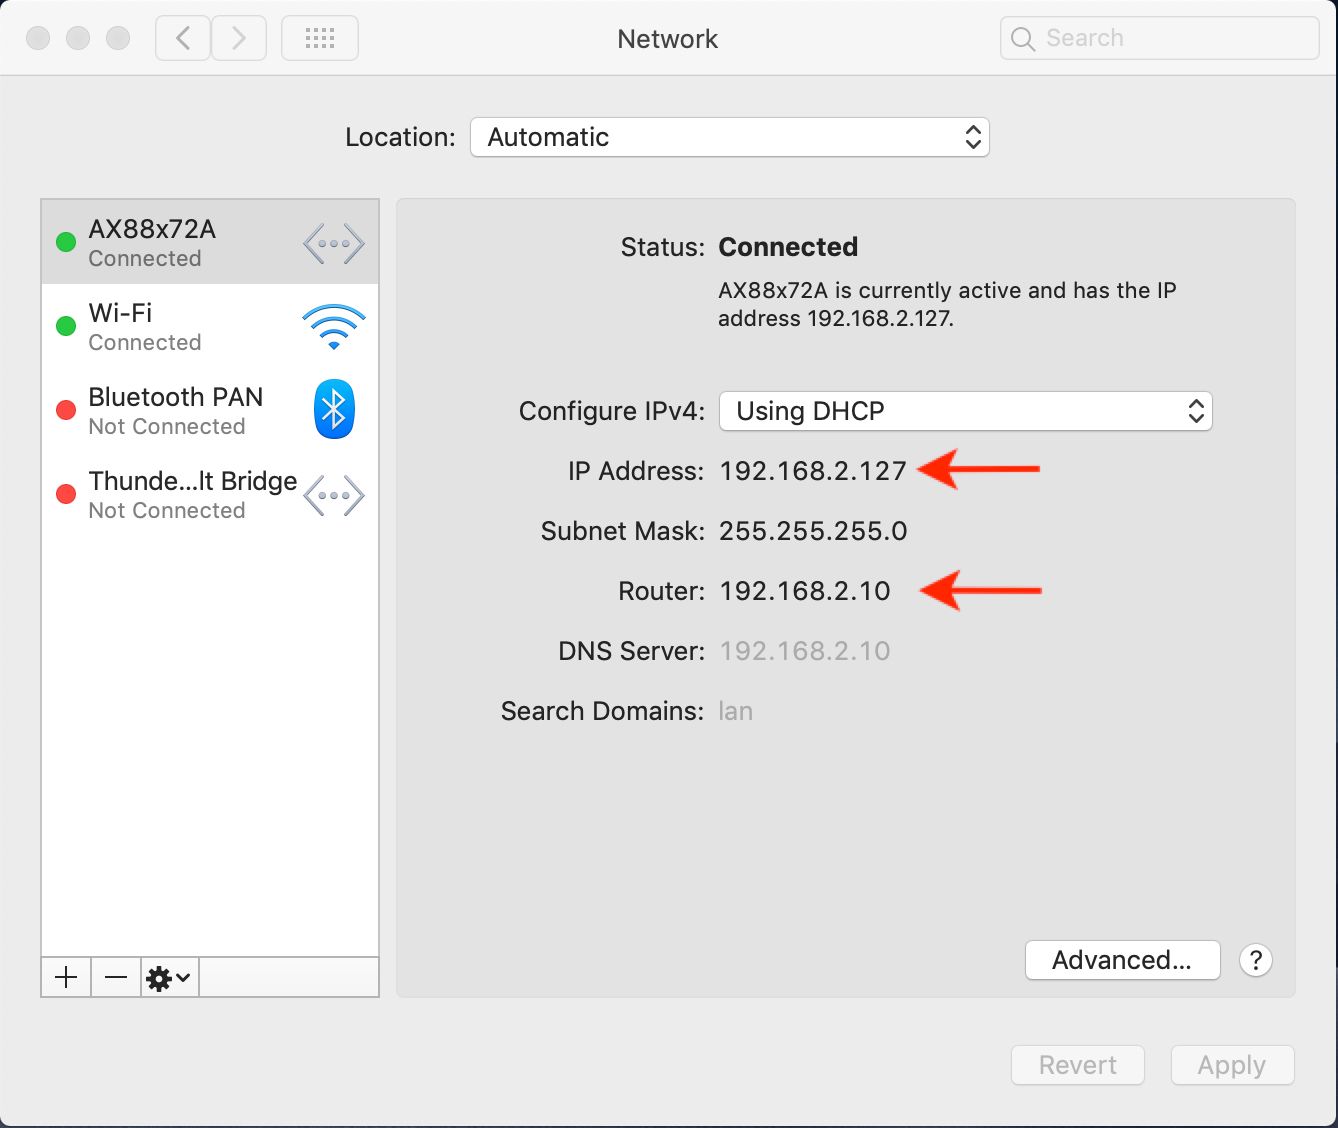 Network
Search
Location: Automatic
AX88x72A
Connected
Wi-Fi
Connected
Bluetooth PAN
Not Connected
Thunde...lt Bridge
Not Connected
Status: Connected
AX88x72A is currently active and has the IP
address 192.168.2.127.
Configure IPv4: Using DHCP
IP Address: 192.168.2.127
Subnet Mask: 255.255.255.0
Router: 192.168.2.10
DNS Server: 192.168.2.10
Search Domains: lan
Advanced... ?
Revert Apply